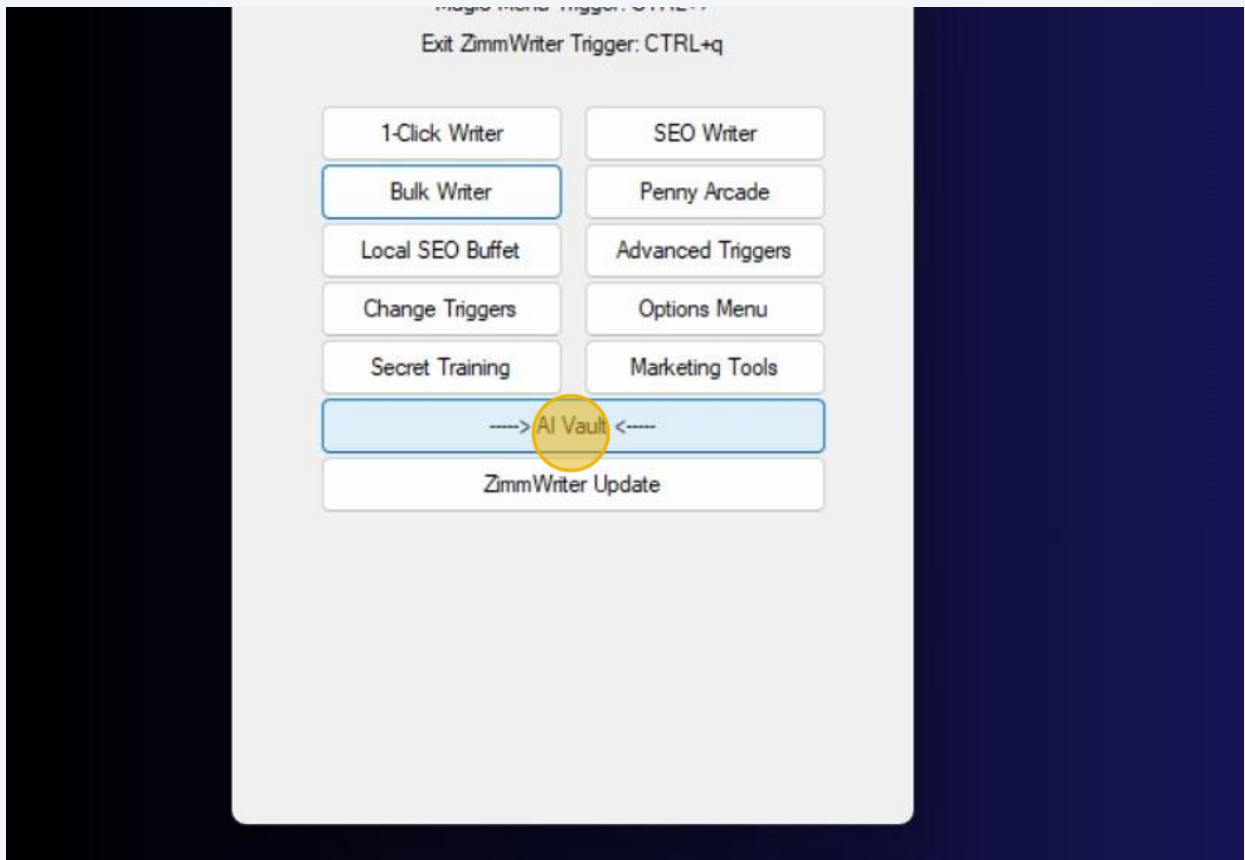 Exit ZimmWriter Trigger: CTRL+q
1-Click Writer
SEO Writer
Bulk Writer
Penny Arcade
Local SEO Buffet
Advanced Triggers
Change Triggers
Options Menu
Secret Training
Marketing Tools
-----> AI Vault <-----
ZimmWriter Update